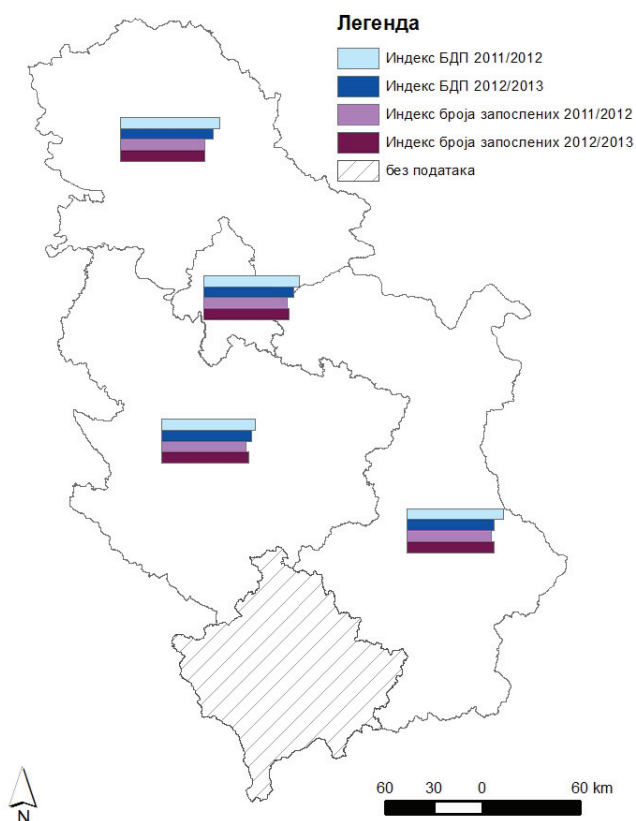 Легенда
Индекс БДП 2011/2012
Индекс БДП 2012/2013
Индекс броја запослених 2011/2012
Индекс броја запослених 2012/2013
без података
N
60 30 0 60 km